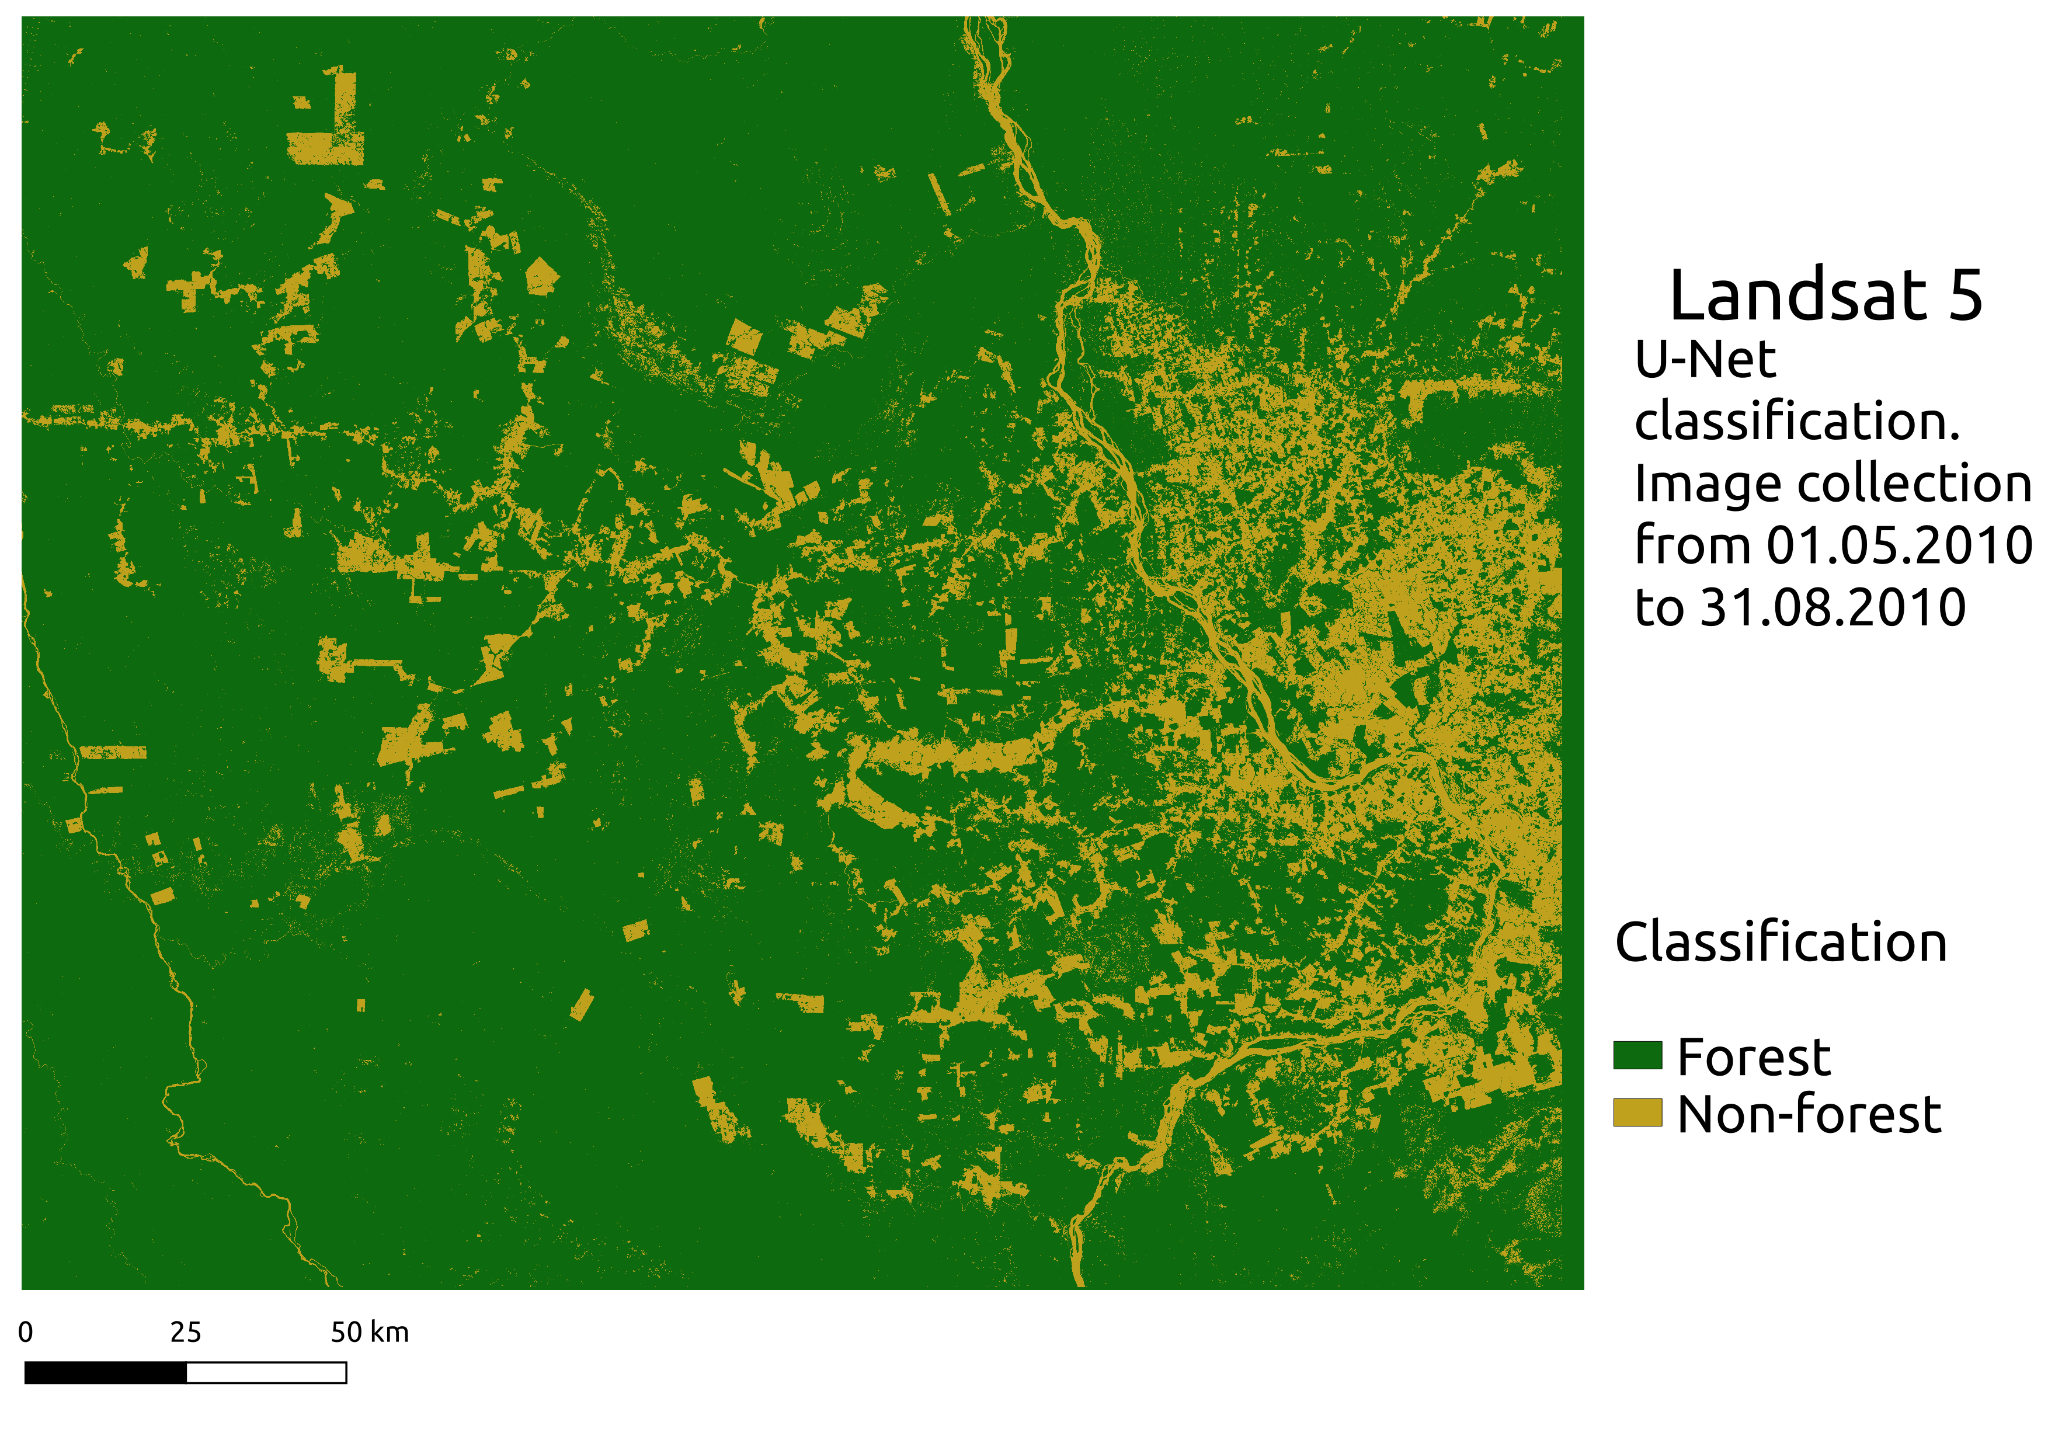 Landsat 5
U-Net
classification.
Image collection
from 01.05.2010
to 31.08.2010
Classification
Forest
Non-forest
0 25 50 km